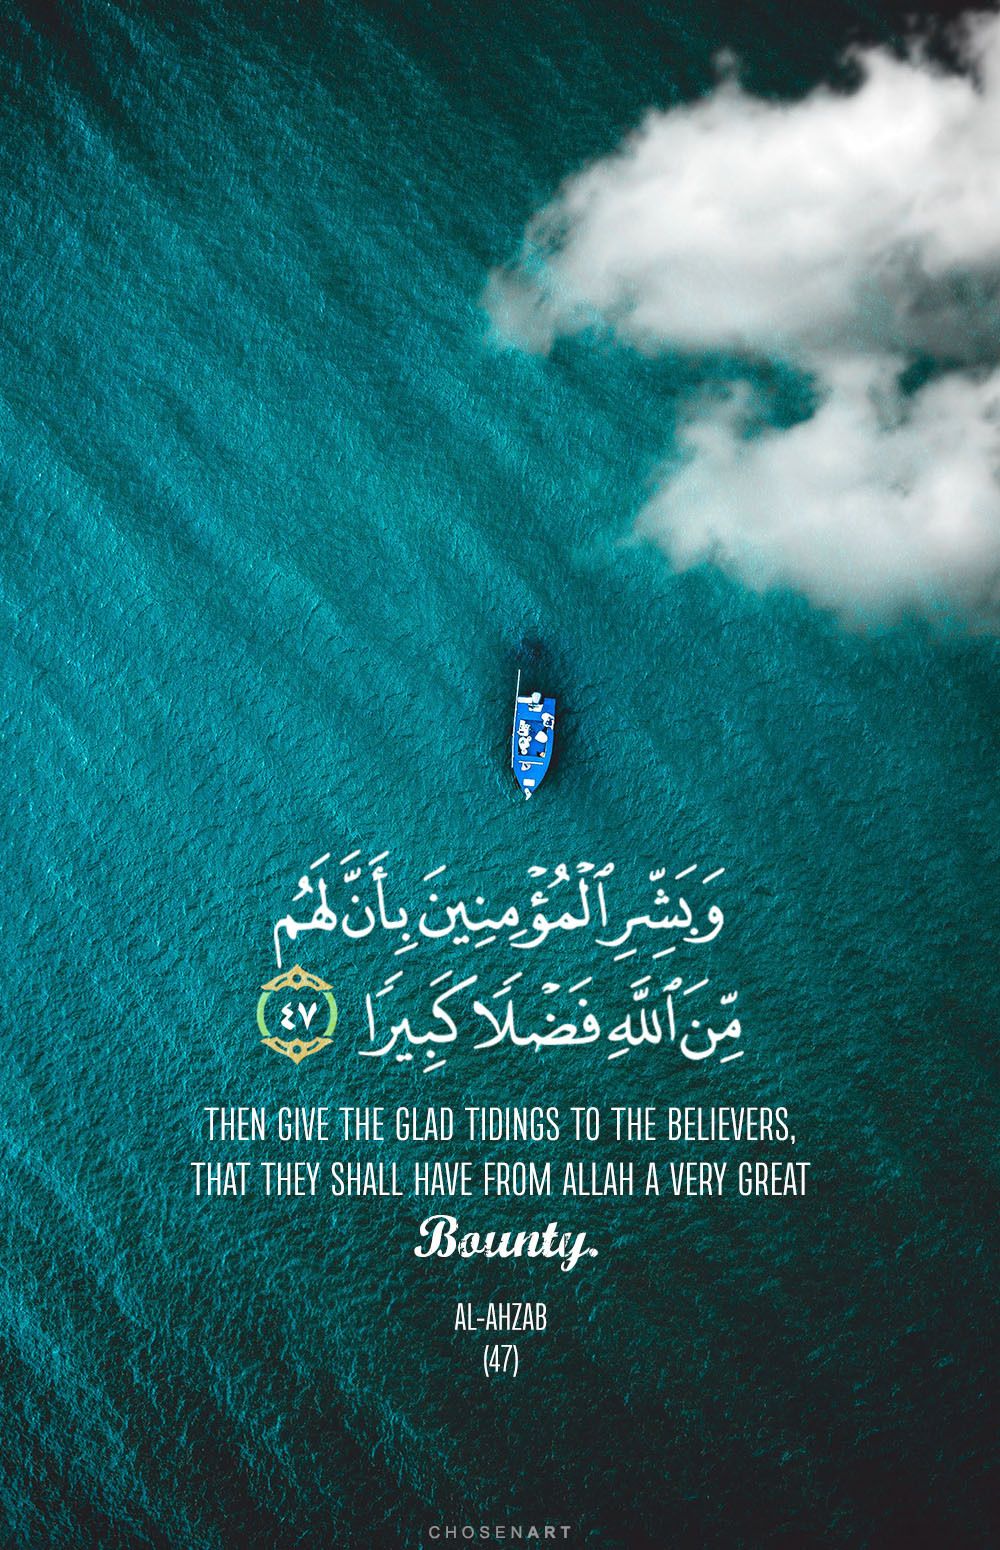 وَبَشِّرِ ٱلْمُؤْمِنِينَ بِأَنَّ لَهُم
مِّنَ ٱللَّهِ فَضْلًا كَبِيرًا ٤٧
THEN GIVE THE GLAD TIDINGS TO THE BELIEVERS,
THAT THEY SHALL HAVE FROM ALLAH A VERY GREAT
Bounty.
AL-AHZAB
(47)
CHOSENART